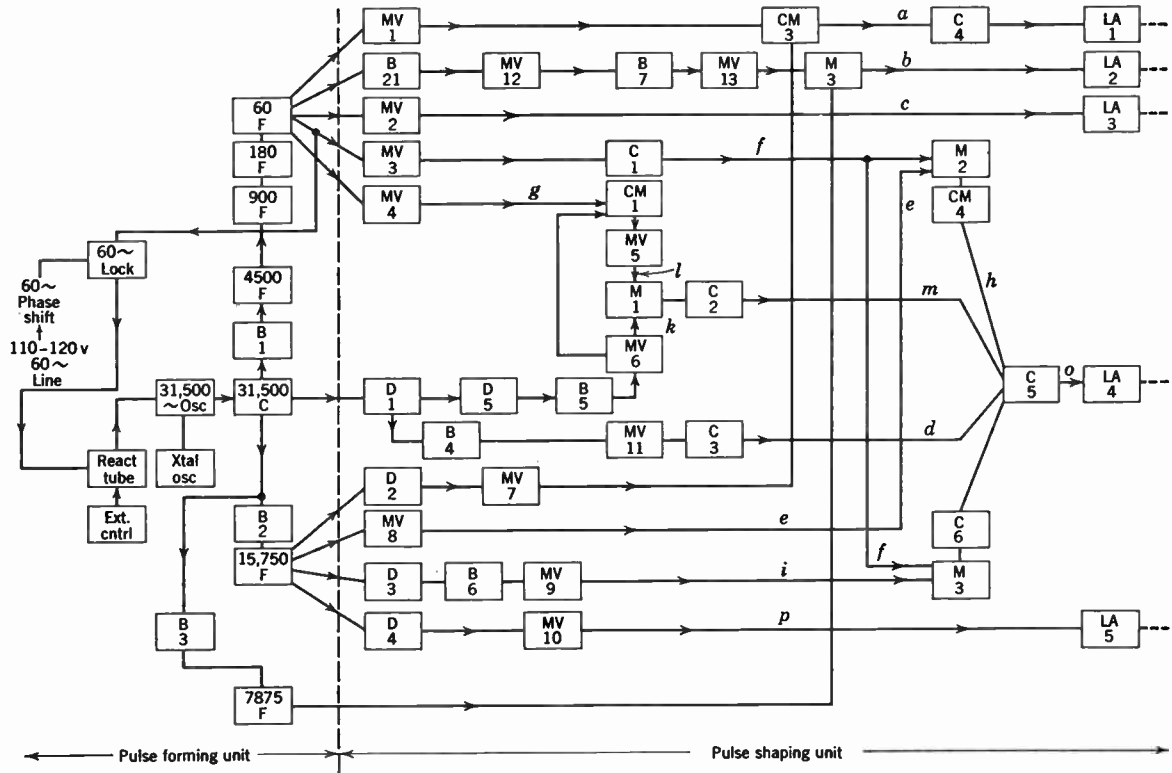 MV
1
CM
3
a
C
4
LA
1
B
21
MV
12
B
7
MV
13
M
3
b
LA
2
60
F
MV
2
c
LA
3
180
F
MV
3
C
1
f
M
2
900
F
MV
4
g
CM
1
e
CM
4
60~
Lock
MV
5
l
h
60~
Phase
shift
110-120 v
60~
Line
4500
F
M
1
C
2
m
k
B
1
MV
6
31,500
~Osc
31,500
C
D
1
D
5
B
5
C
5
o
LA
4
B
4
MV
11
C
3
d
React
tube
Xtal
osc
D
2
MV
7
Ext.
cntrl
B
2
MV
8
e
C
6
15,750
F
D
3
B
6
MV
9
i
f
M
3
B
3
D
4
MV
10
p
LA
5
7875
F
Pulse forming unit
Pulse shaping unit